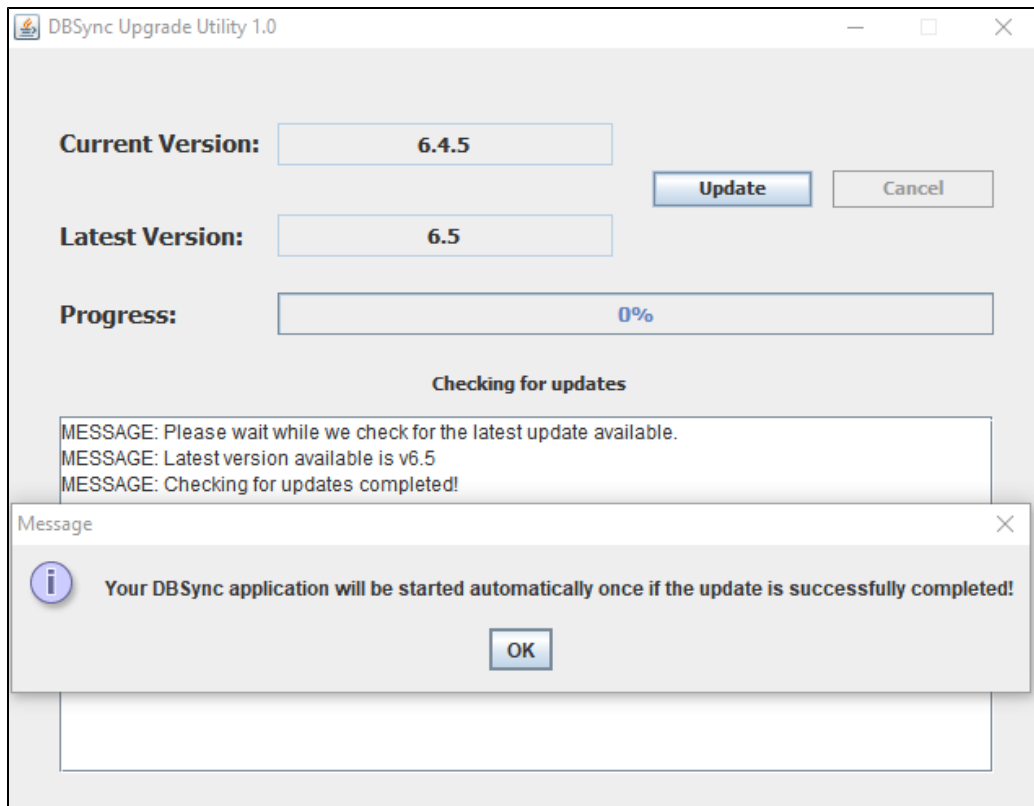 DBSync Upgrade Utility 1.0
Current Version: 6.4.5
Update Cancel
Latest Version: 6.5
Progress: 0%
Checking for updates
MESSAGE: Please wait while we check for the latest update available.
MESSAGE: Latest version available is v6.5
MESSAGE: Checking for updates completed!
Message
Your DBSync application will be started automatically once if the update is successfully completed!
OK